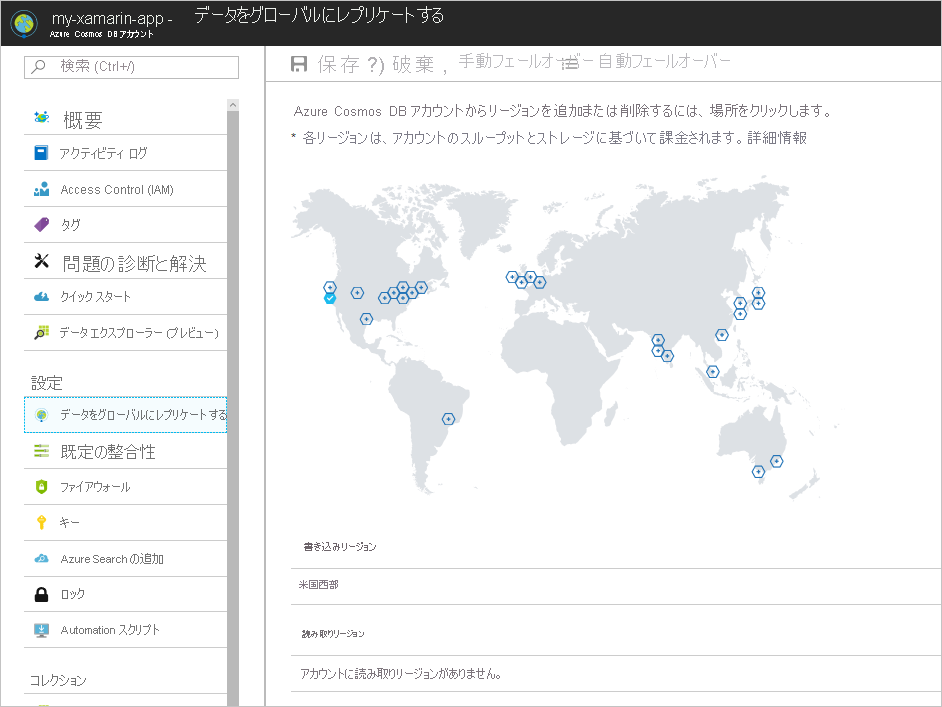 my-xamarin-app - データをグローバルにレプリケートする
Azure Cosmos DB アカウント
検索 (Ctrl+/)
概要
アクティビティ ログ
Access Control (IAM)
タグ
問題の診断と解決
クイック スタート
データ エクスプローラー (プレビュー)
設定
データをグローバルにレプリケートする
既定の整合性
ファイアウォール
キー
Azure Search の追加
ロック
Automation スクリプト
コレクション
保存 ?) 破棄 , 手動フェールオーバー 自動フェールオーバー
Azure Cosmos DB アカウントからリージョンを追加または削除するには、場所をクリックします。
* 各リージョンは、アカウントのスループットとストレージに基づいて課金されます。詳細情報
書き込みリージョン
米国西部
読み取りリージョン
アカウントに読み取りリージョンがありません。